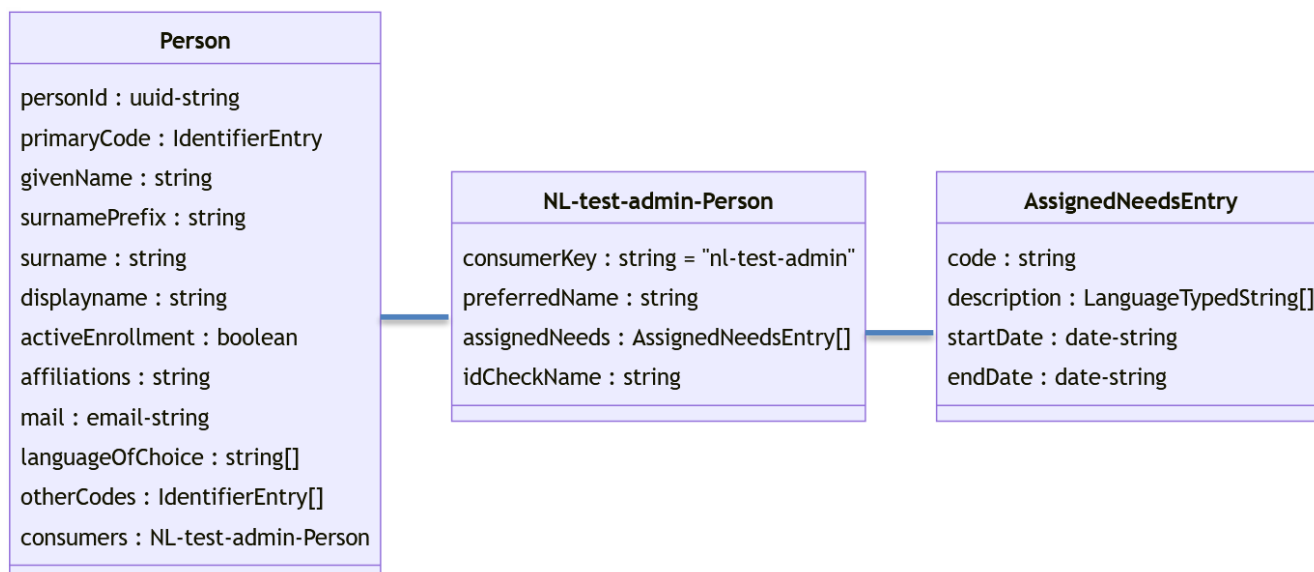 Person
personId : uuid-string
primaryCode : IdentifierEntry
givenName : string
surnamePrefix : string
surname : string
displayname : string
activeEnrollment : boolean
affiliations : string
mail : email-string
languageOfChoice : string[]
otherCodes : IdentifierEntry[]
consumers : NL-test-admin-Person
NL-test-admin-Person
consumerKey : string = "nl-test-admin"
preferredName : string
assignedNeeds : AssignedNeedsEntry[]
idCheckName : string
AssignedNeedsEntry
code : string
description : LanguageTypedString[]
startDate : date-string
endDate : date-string